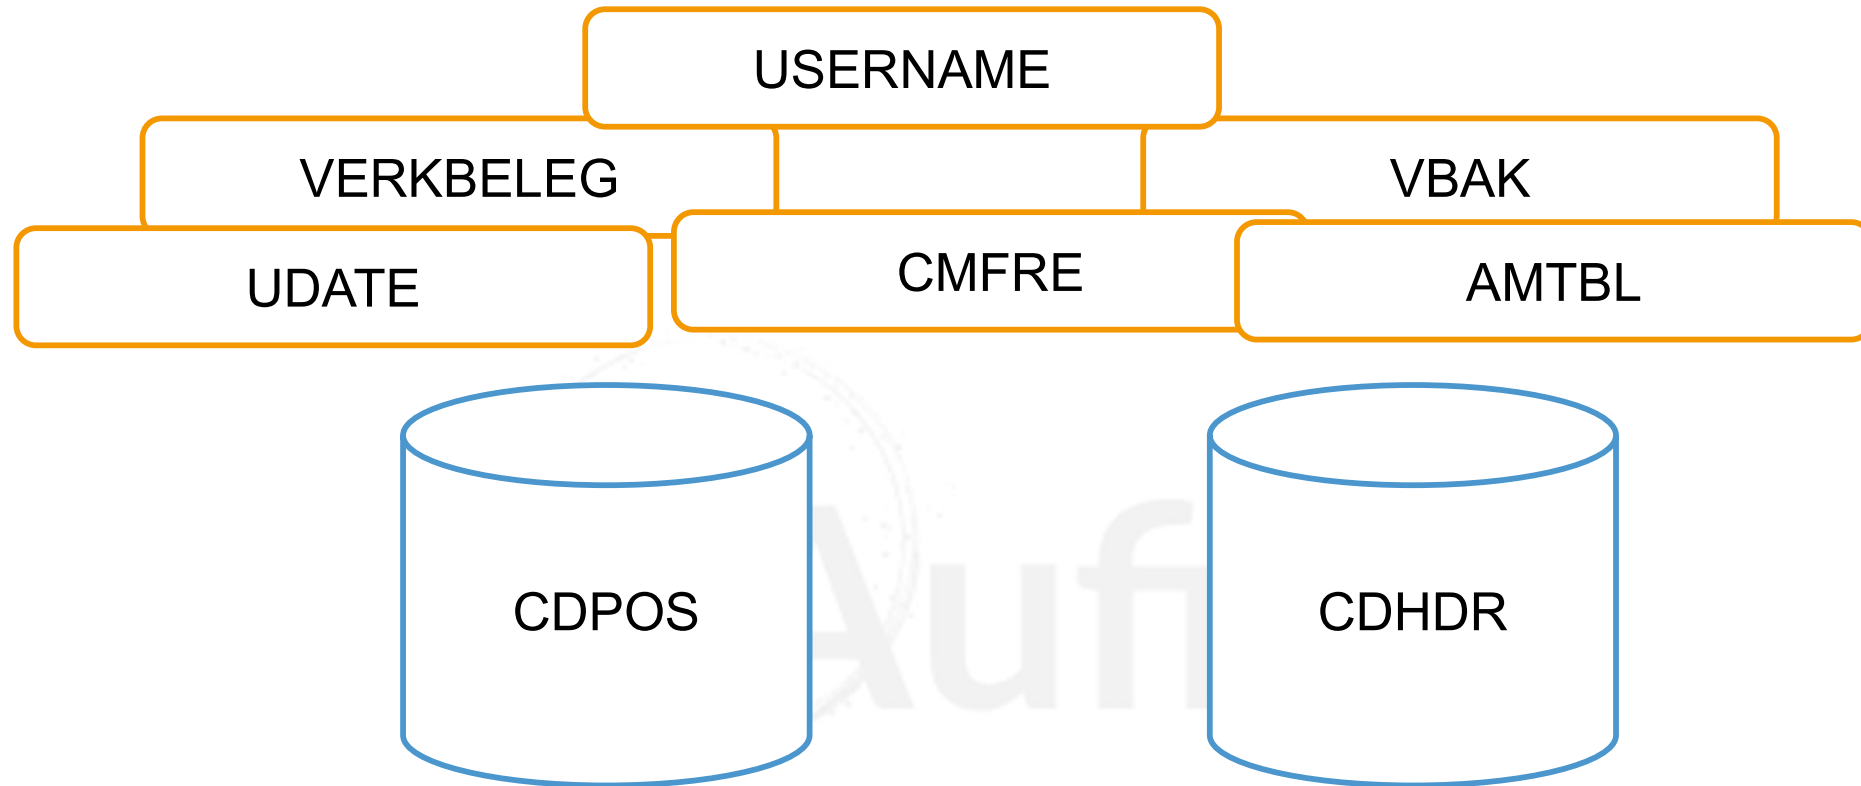 USERNAME
VERKBELEG
VBAK
UDATE
CMFRE
AMTBL
CDPOS
CDHDR